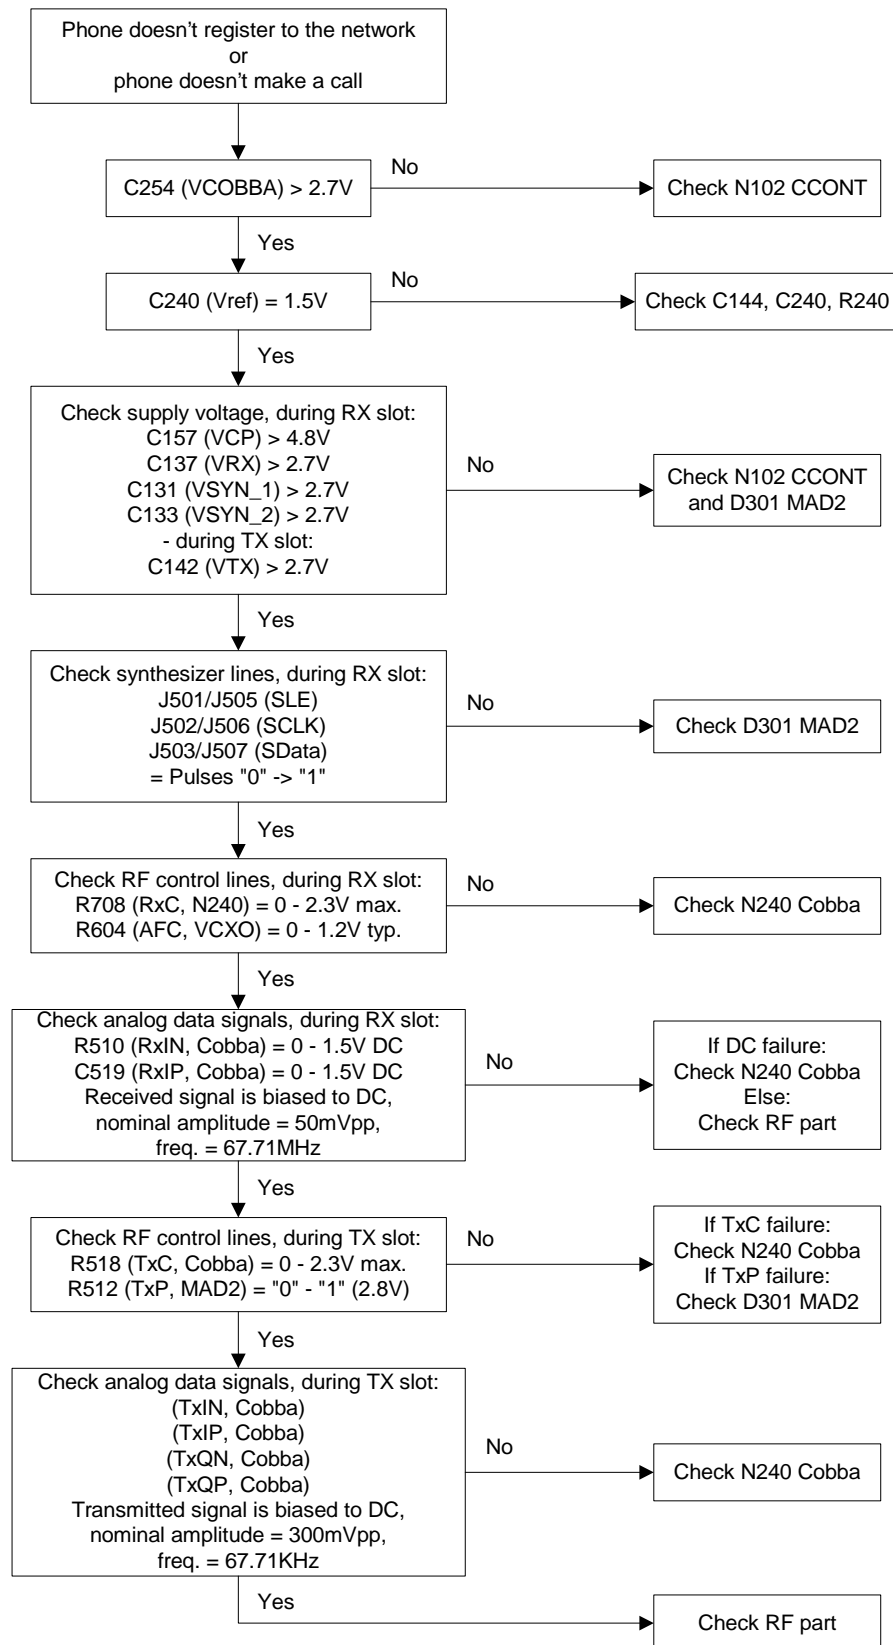 Phone doesn't register to the network
or
phone doesn't make a call
C254 (VCOBBA) > 2.7V
No
Check N102 CCONT
Yes
C240 (Vref) = 1.5V
No
Check C144, C240, R240
Yes
Check supply voltage, during RX slot:
C157 (VCP) > 4.8V
C137 (VRX) > 2.7V
C131 (VSYN_1) > 2.7V
C133 (VSYN_2) > 2.7V
- during TX slot:
C142 (VTX) > 2.7V
No
Check N102 CCONT
and D301 MAD2
Yes
Check synthesizer lines, during RX slot:
J501/J505 (SLE)
J502/J506 (SCLK)
J503/J507 (SData)
= Pulses "0" -> "1"
No
Check D301 MAD2
Yes
Check RF control lines, during RX slot:
R708 (RxC, N240) = 0 - 2.3V max.
R604 (AFC, VCXO) = 0 - 1.2V typ.
No
Check N240 Cobba
Yes
Check analog data signals, during RX slot:
R510 (RxIN, Cobba) = 0 - 1.5V DC
C519 (RxIP, Cobba) = 0 - 1.5V DC
Received signal is biased to DC,
nominal amplitude = 50mVpp,
freq. = 67.71MHz
No
If DC failure:
Check N240 Cobba
Else:
Check RF part
Yes
Check RF control lines, during TX slot:
R518 (TxC, Cobba) = 0 - 2.3V max.
R512 (TxP, MAD2) = "0" - "1" (2.8V)
No
If TxC failure:
Check N240 Cobba
If TxP failure:
Check D301 MAD2
Yes
Check analog data signals, during TX slot:
(TxIN, Cobba)
(TxIP, Cobba)
(TxQN, Cobba)
(TxQP, Cobba)
Transmitted signal is biased to DC,
nominal amplitude = 300mVpp,
freq. = 67.71KHz
No
Check N240 Cobba
Yes
Check RF part